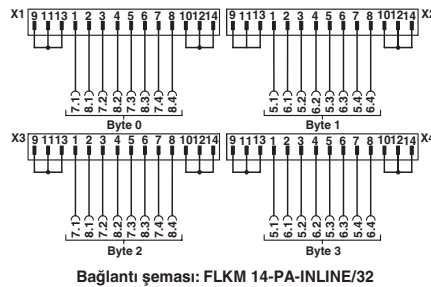 X1 9 11 13 1 2 3 4 5 6 7 8 10 12 14
9 11 13 1 2 3 4 5 6 7 8 10 12 14 X2
7.1 8.1 7.2 8.2 7.3 8.3 7.4 8.4
5.1 6.1 5.2 6.2 5.3 6.3 5.4 6.4
Byte 0
Byte 1
X3 9 11 13 1 2 3 4 5 6 7 8 10 12 14
9 11 13 1 2 3 4 5 6 7 8 10 12 14 X4
7.1 8.1 7.2 8.2 7.3 8.3 7.4 8.4
5.1 6.1 5.2 6.2 5.3 6.3 5.4 6.4
Byte 2
Byte 3
Bağlantı şeması: FLKM 14-PA-INLINE/32